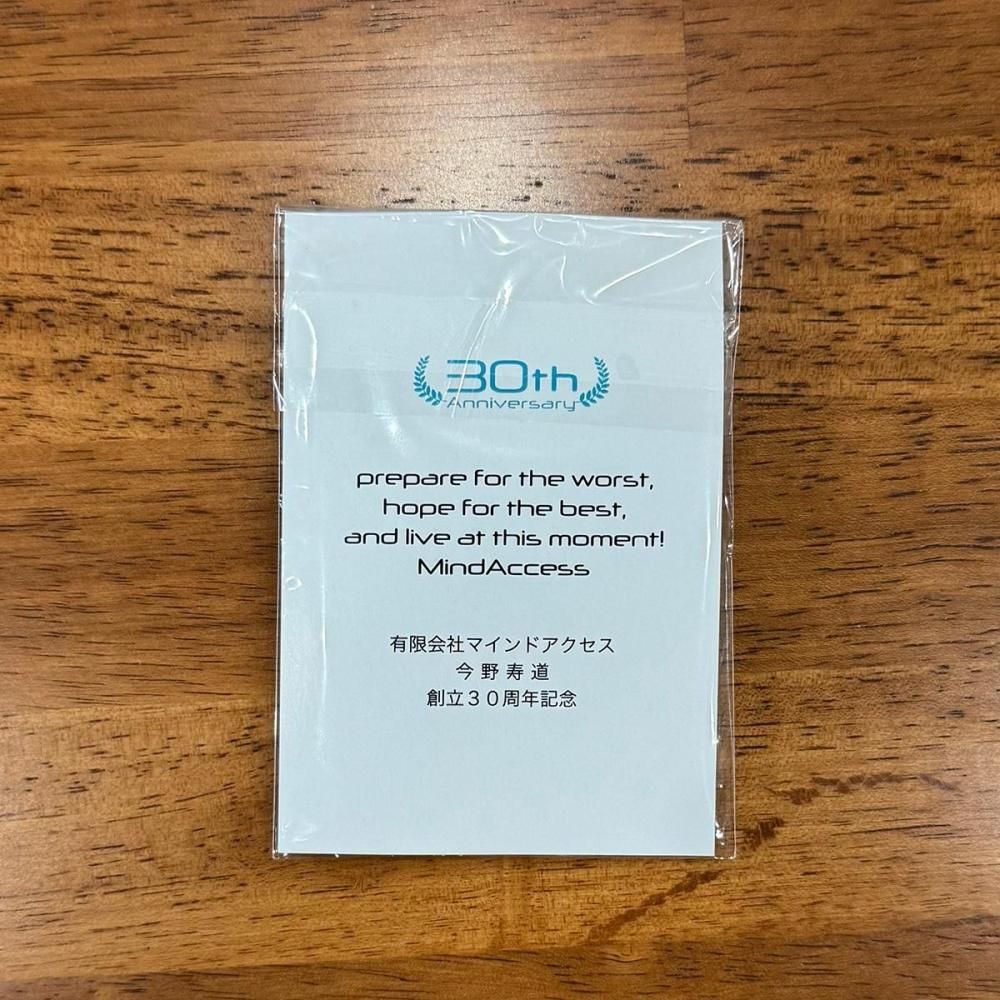 30th
Anniversary
prepare for the worst,
hope for the best,
and live at this moment!
MindAccess
有限会社マインドアクセス
今野寿道
創立３０周年記念